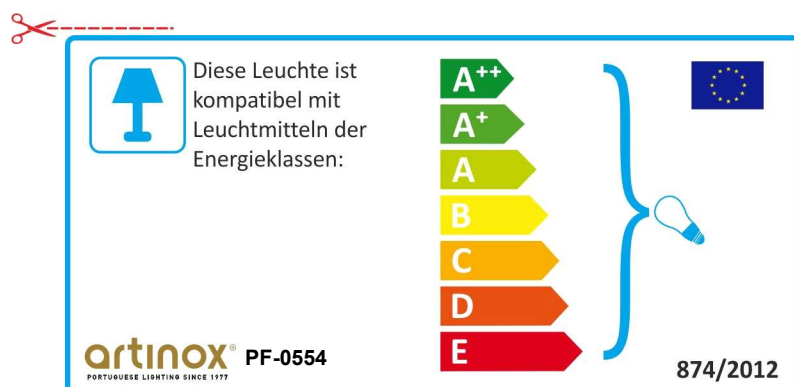 Diese Leuchte ist
kompatibel mit
Leuchtmitteln der
Energieklassen:
A++
A+
A
B
C
D
E
artinox® PF-0554
PORTUGUESE LIGHTING SINCE 1977
874/2012